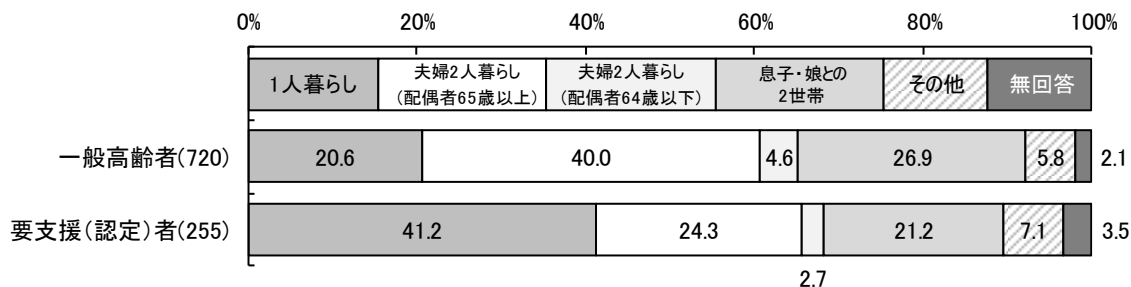 0% 20% 40% 60% 80% 100%
1人暮らし 夫婦2人暮らし(配偶者65歳以上) 夫婦2人暮らし(配偶者64歳以下) 息子・娘との2世帯 その他 無回答
一般高齢者(720) 20.6 40.0 4.6 26.9 5.8 2.1
要支援(認定)者(255) 41.2 24.3 2.7 21.2 7.1 3.5